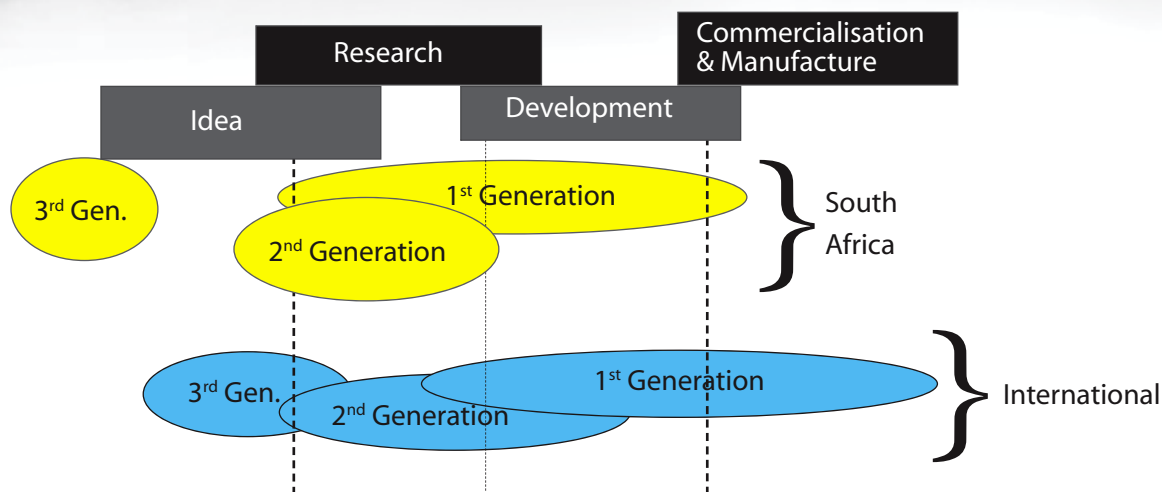 Research
Commercialisation
& Manufacture
Idea
Development
3rd Gen.
1st Generation
2nd Generation
South
Africa
3rd Gen.
2nd Generation
1st Generation
International